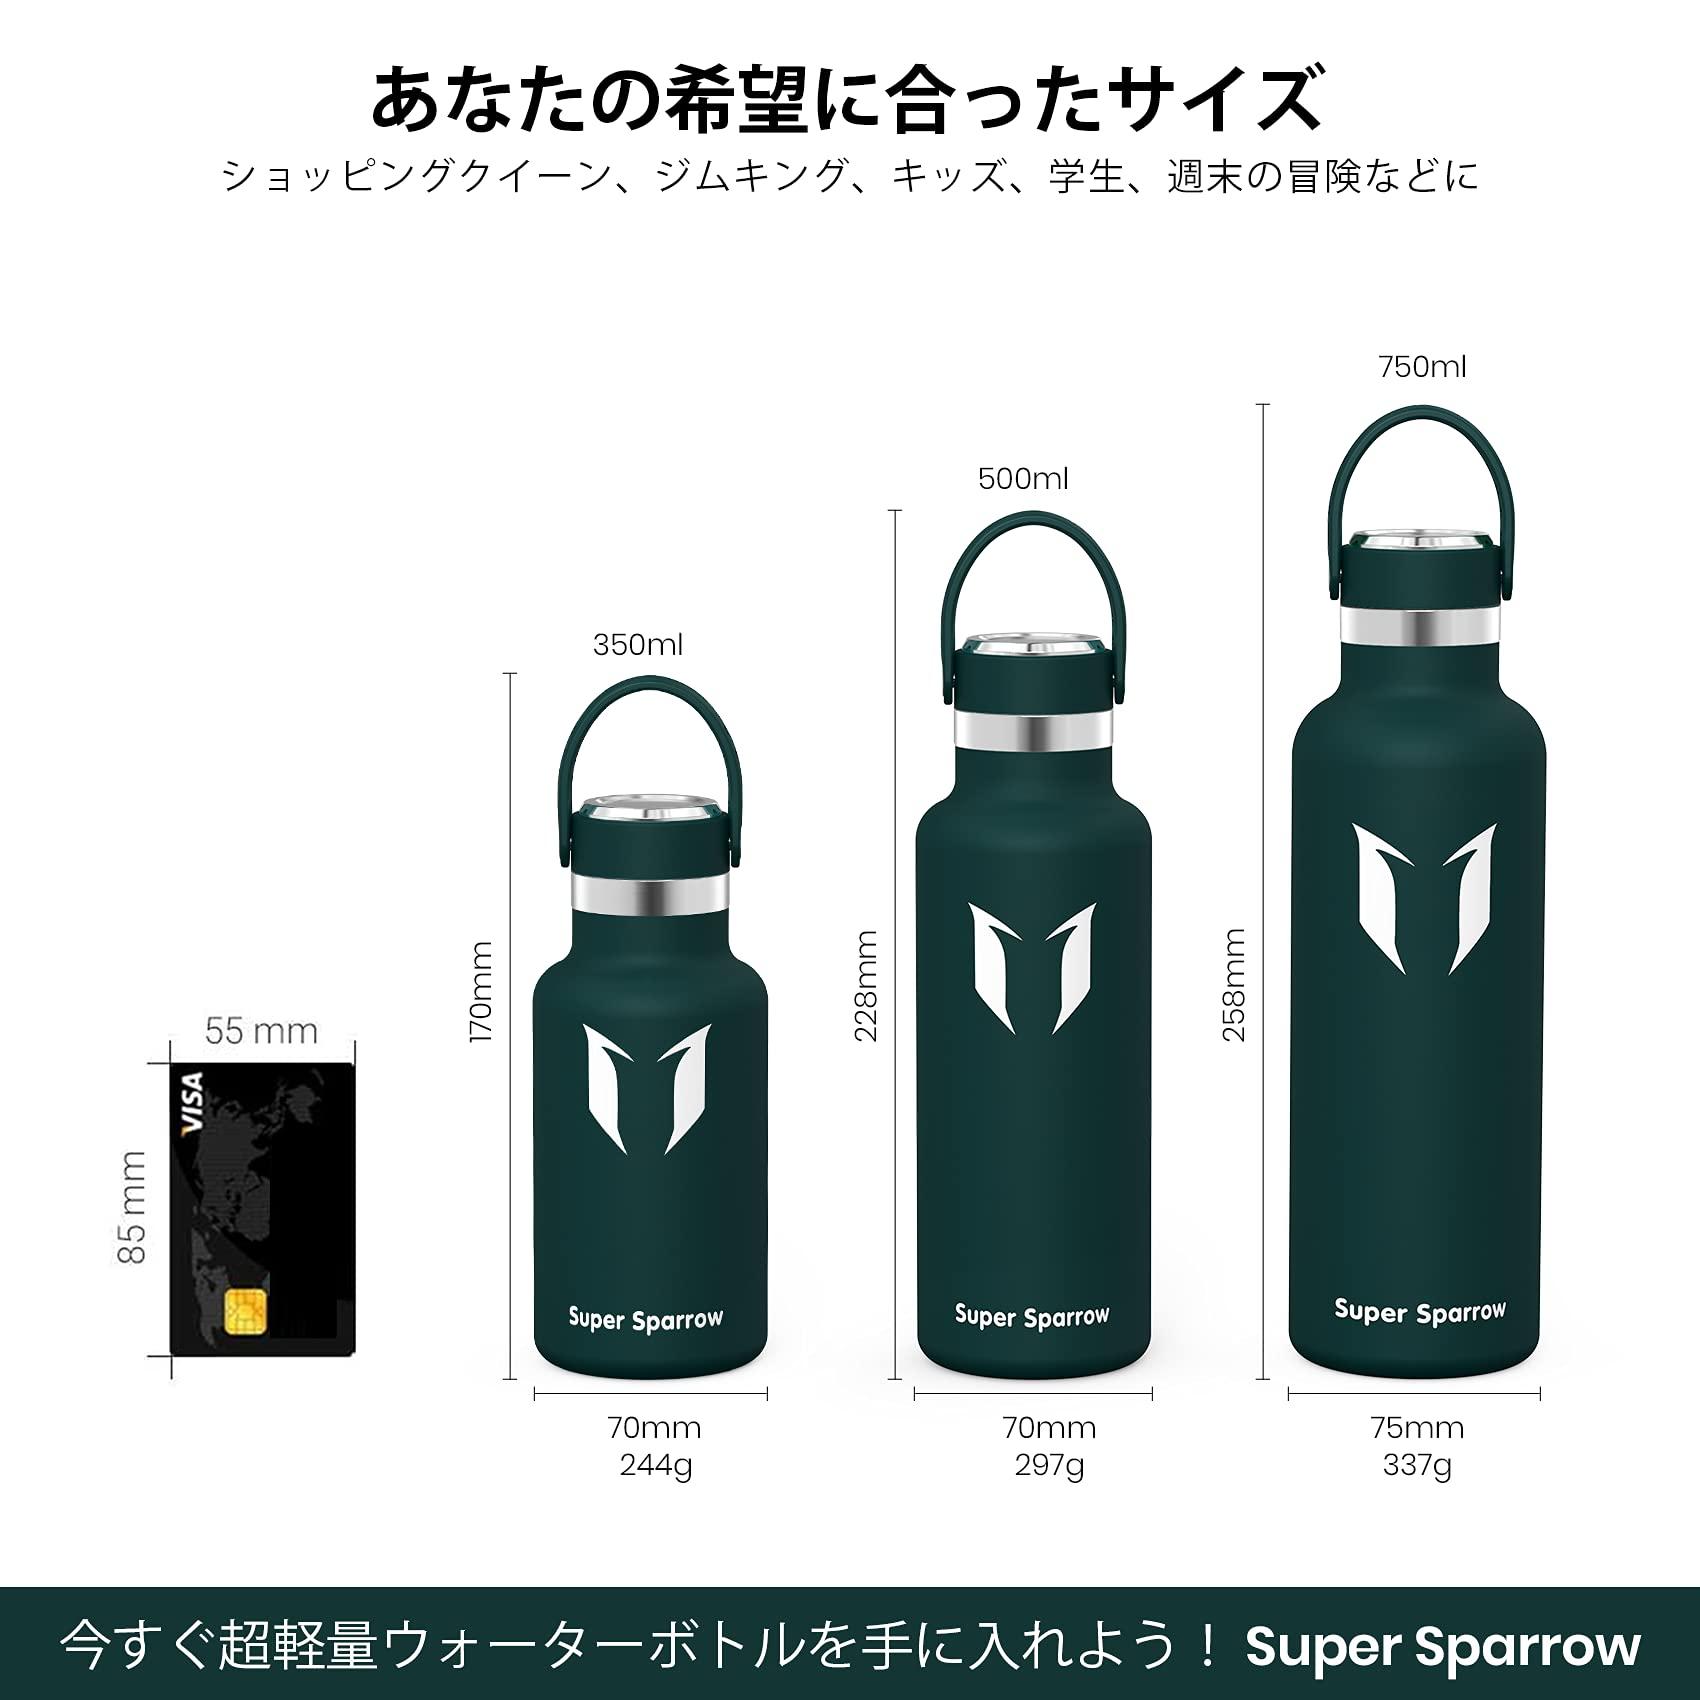 あなたの希望に合ったサイズ
ショッピングクイーン、ジムキング、キッズ、学生、週末の冒険などに
750ml
500ml
350ml
258mm
228mm
170mm
55 mm
85 mm
VISA
Super Sparrow
Super Sparrow
Super Sparrow
70mm
244g
70mm
297g
75mm
337g
今すぐ超軽量ウォーターボトルを手に入れよう！ Super Sparrow